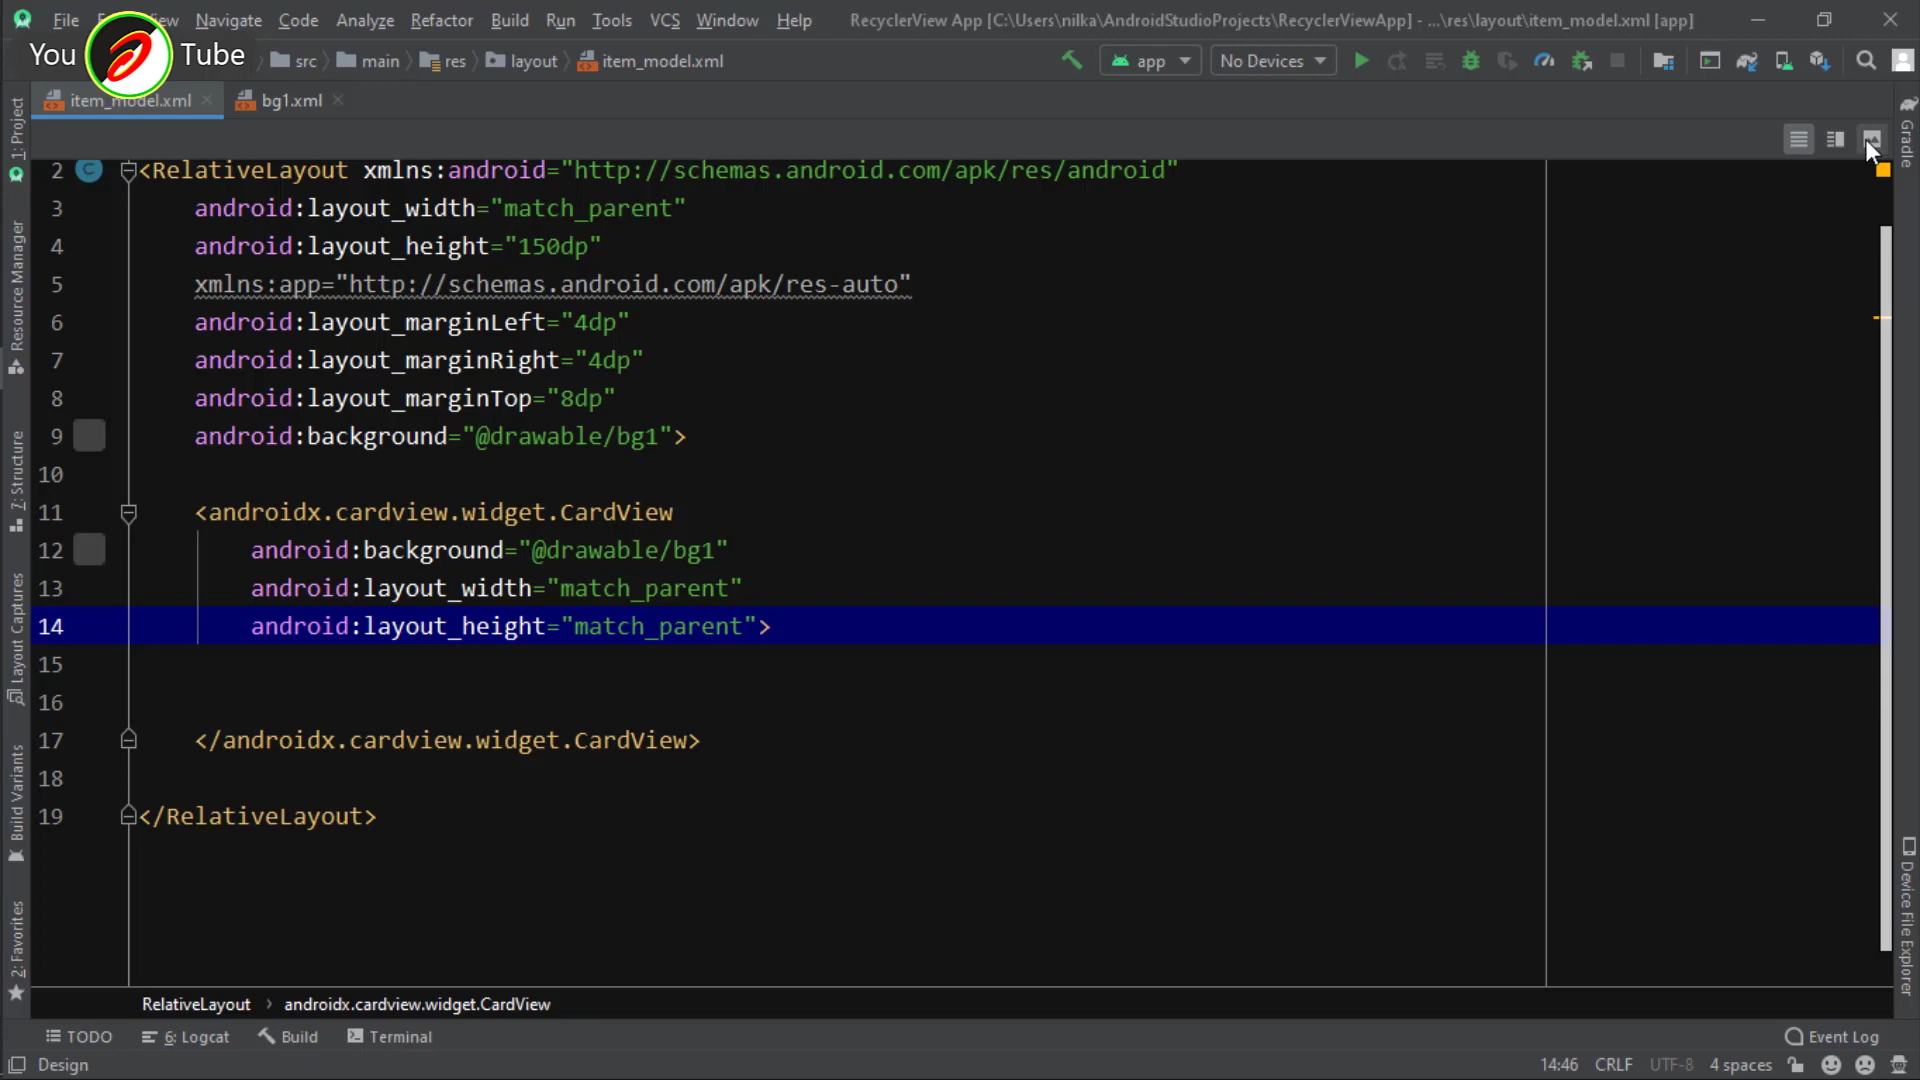 File View Navigate Code Analyze Refactor Build Run Tools VCS Window Help RecyclerView App [C:\Users\nilka\AndroidStudioProjects\RecyclerViewApp] - ...\res\layout\item_model.xml [app]
You Tube
src main res layout item_model.xml app No Devices
item_model.xml bg1.xml
2 <RelativeLayout xmlns:android="http://schemas.android.com/apk/res/android"
3 android:layout_width="match_parent"
4 android:layout_height="150dp"
5 xmlns:app="http://schemas.android.com/apk/res-auto"
6 android:layout_marginLeft="4dp"
7 android:layout_marginRight="4dp"
8 android:layout_marginTop="8dp"
9 android:background="@drawable/bg1">
10
11 <androidx.cardview.widget.CardView
12 android:background="@drawable/bg1"
13 android:layout_width="match_parent"
14 android:layout_height="match_parent">
15
16
17 </androidx.cardview.widget.CardView>
18
19 </RelativeLayout>
RelativeLayout › androidx.cardview.widget.CardView
1: Project
Resource Manager
7: Structure
Layout Captures
Build Variants
2: Favorites
Gradle
Device File Explorer
TODO 6: Logcat Build Terminal Event Log
Design 14:46 CRLF UTF-8 4 spaces